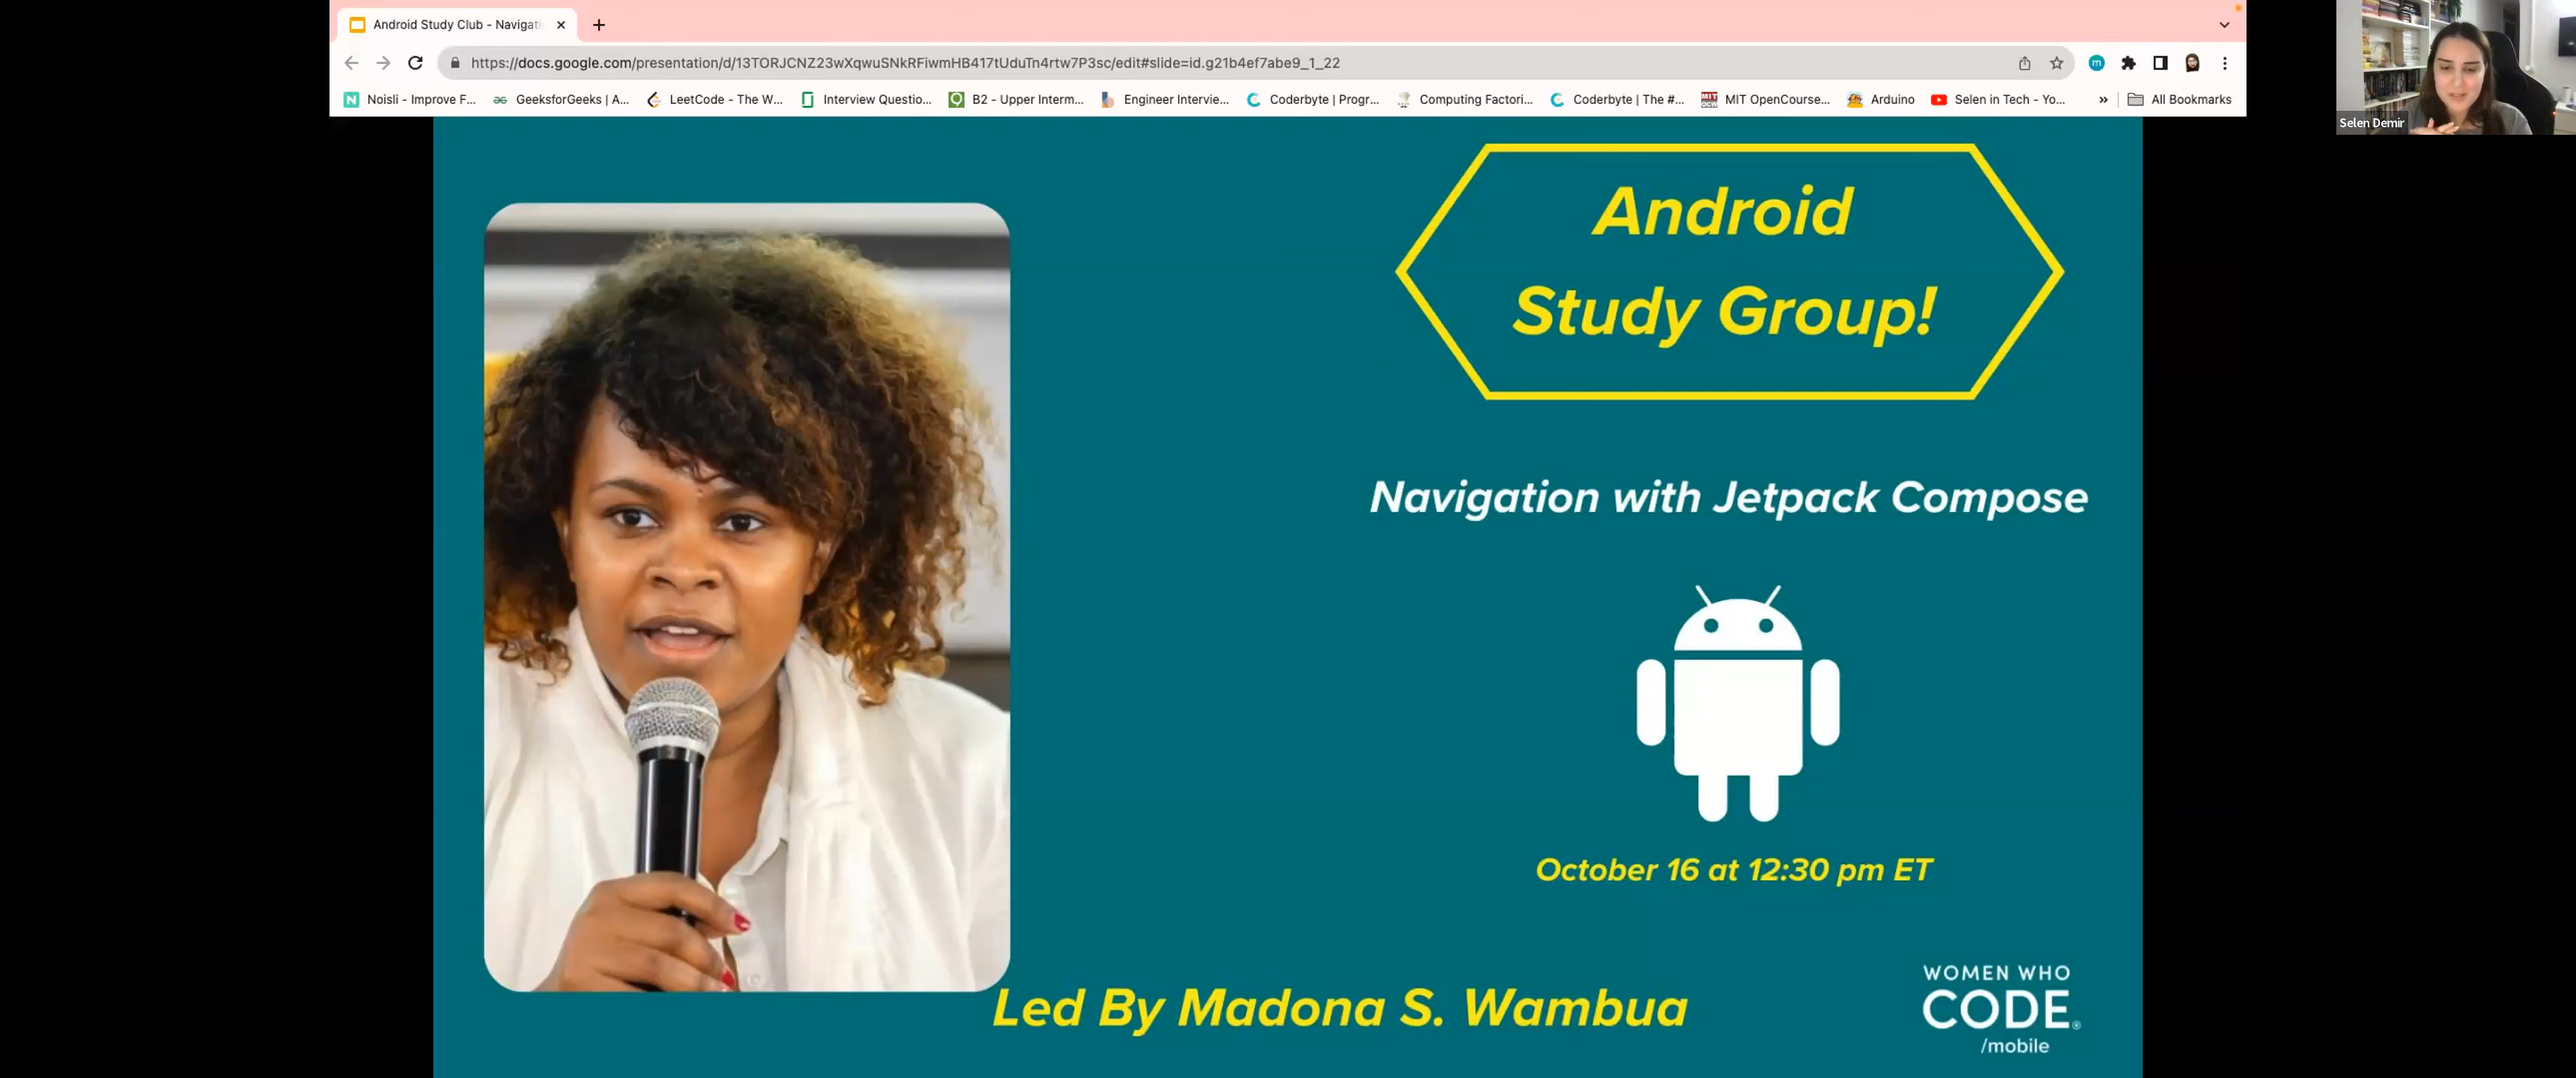 Android Study Club - Navigati
https://docs.google.com/presentation/d/13TORJCNZ23wXqwuSNkRFiwmHB417tUduTn4rtw7P3sc/edit#slide=id.g21b4ef7abe9_1_22
Noisli - Improve F... GeeksforGeeks | A... LeetCode - The W... Interview Questio... B2 - Upper Interm... Engineer Intervie... Coderbyte | Progr... Computing Factori... Coderbyte | The #... MIT OpenCourse... Arduino Selen in Tech - Yo... » All Bookmarks
Selen Demir
Android
Study Group!
Navigation with Jetpack Compose
October 16 at 12:30 pm ET
Led By Madona S. Wambua
WOMEN WHO
CODE®
/mobile